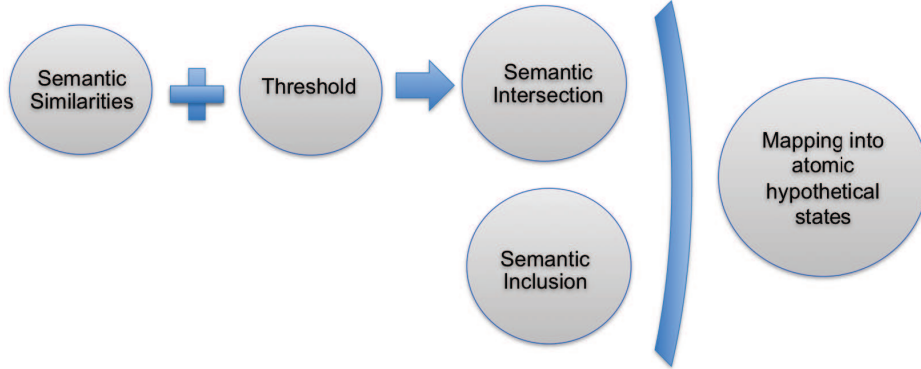 Semantic
Similarities
Threshold
Semantic
Intersection
Semantic
Inclusion
Mapping into
atomic
hypothetical
states